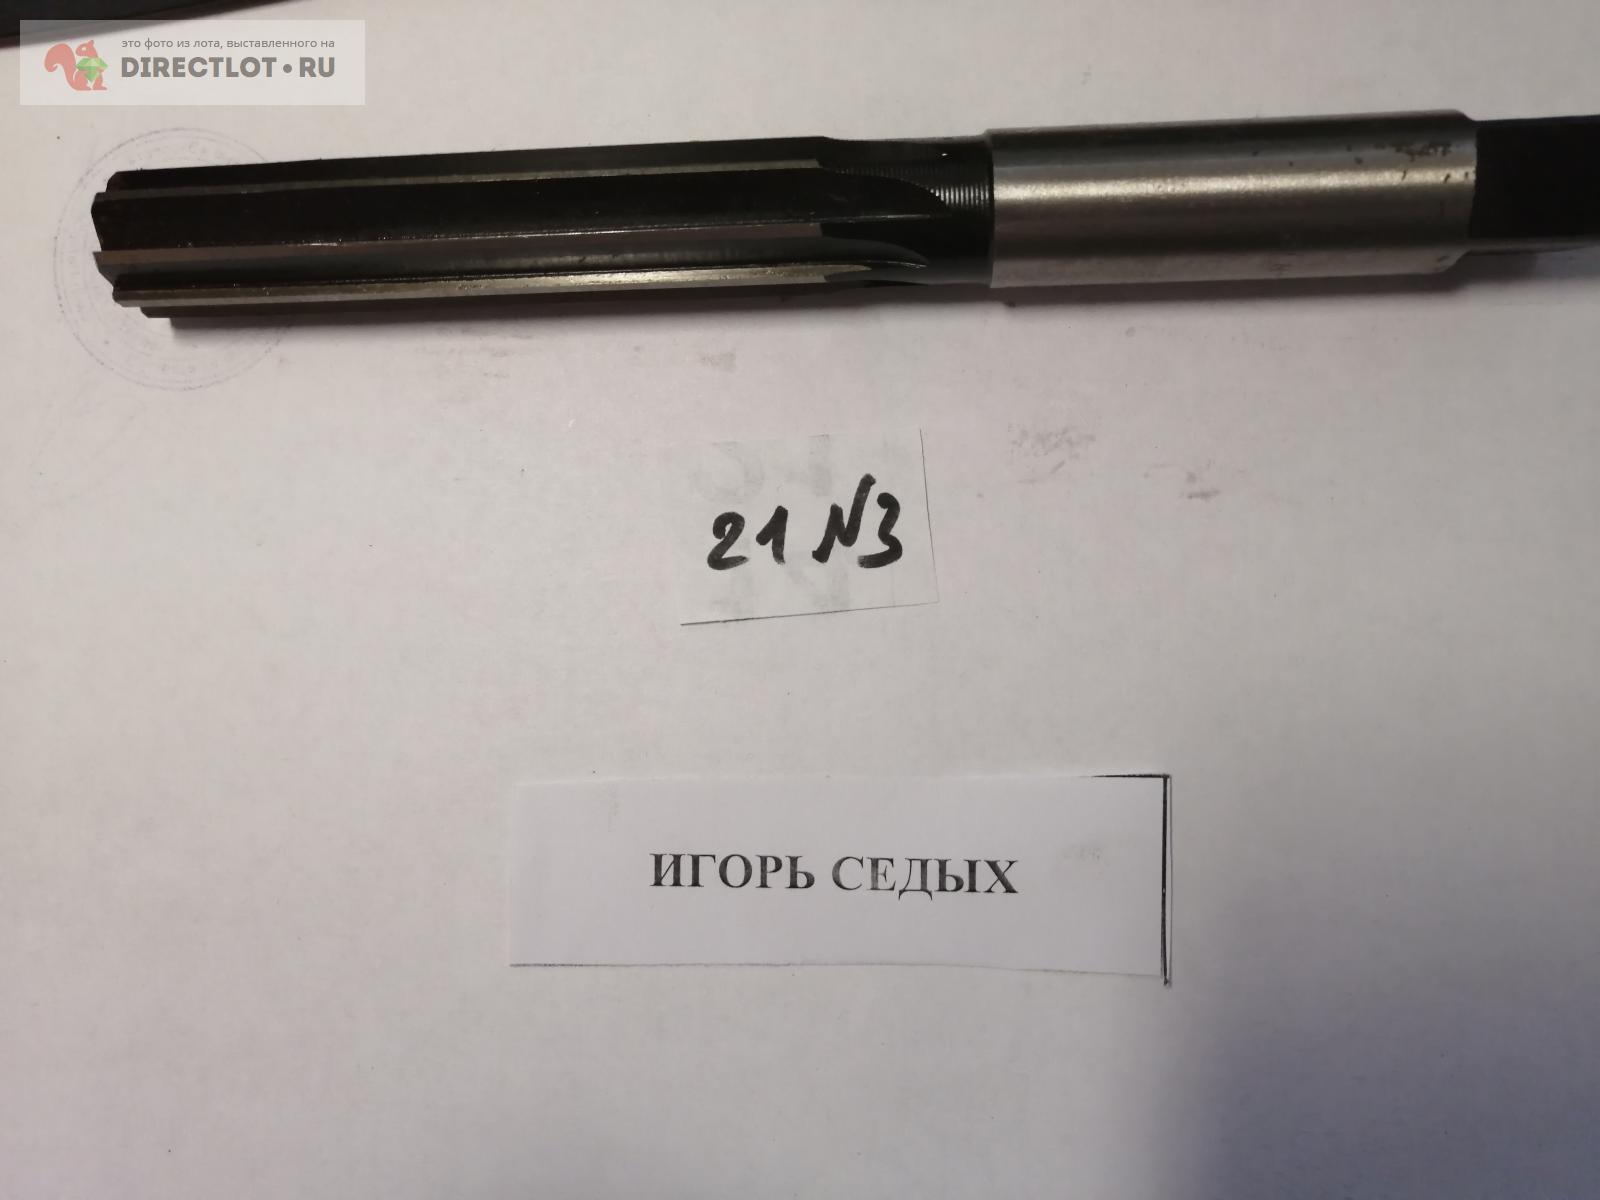 это фото из лота, выставленного на
DIRECTLOT•RU
21 N3
ИГОРЬ СЕДЫХ